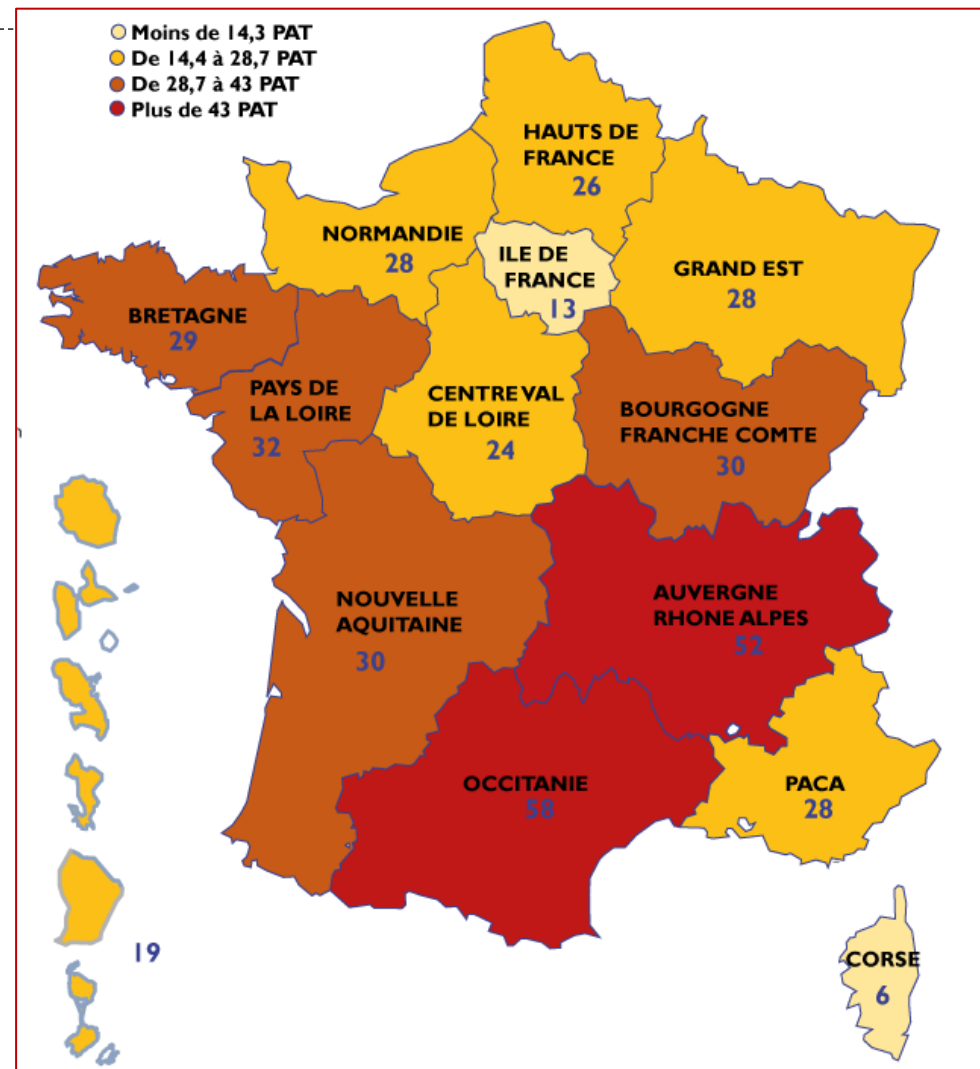 Moins de 14,3 PAT
De 14,4 à 28,7 PAT
De 28,7 à 43 PAT
Plus de 43 PAT
HAUTS DE
FRANCE
26
NORMANDIE
28
ILE DE
FRANCE
13
GRAND EST
28
BRETAGNE
29
PAYS DE
LA LOIRE
32
CENTRE VAL
DE LOIRE
24
BOURGOGNE
FRANCHE COMTE
30
NOUVELLE
AQUITAINE
30
AUVERGNE
RHONE ALPES
52
OCCITANIE
58
PACA
28
19
CORSE
6